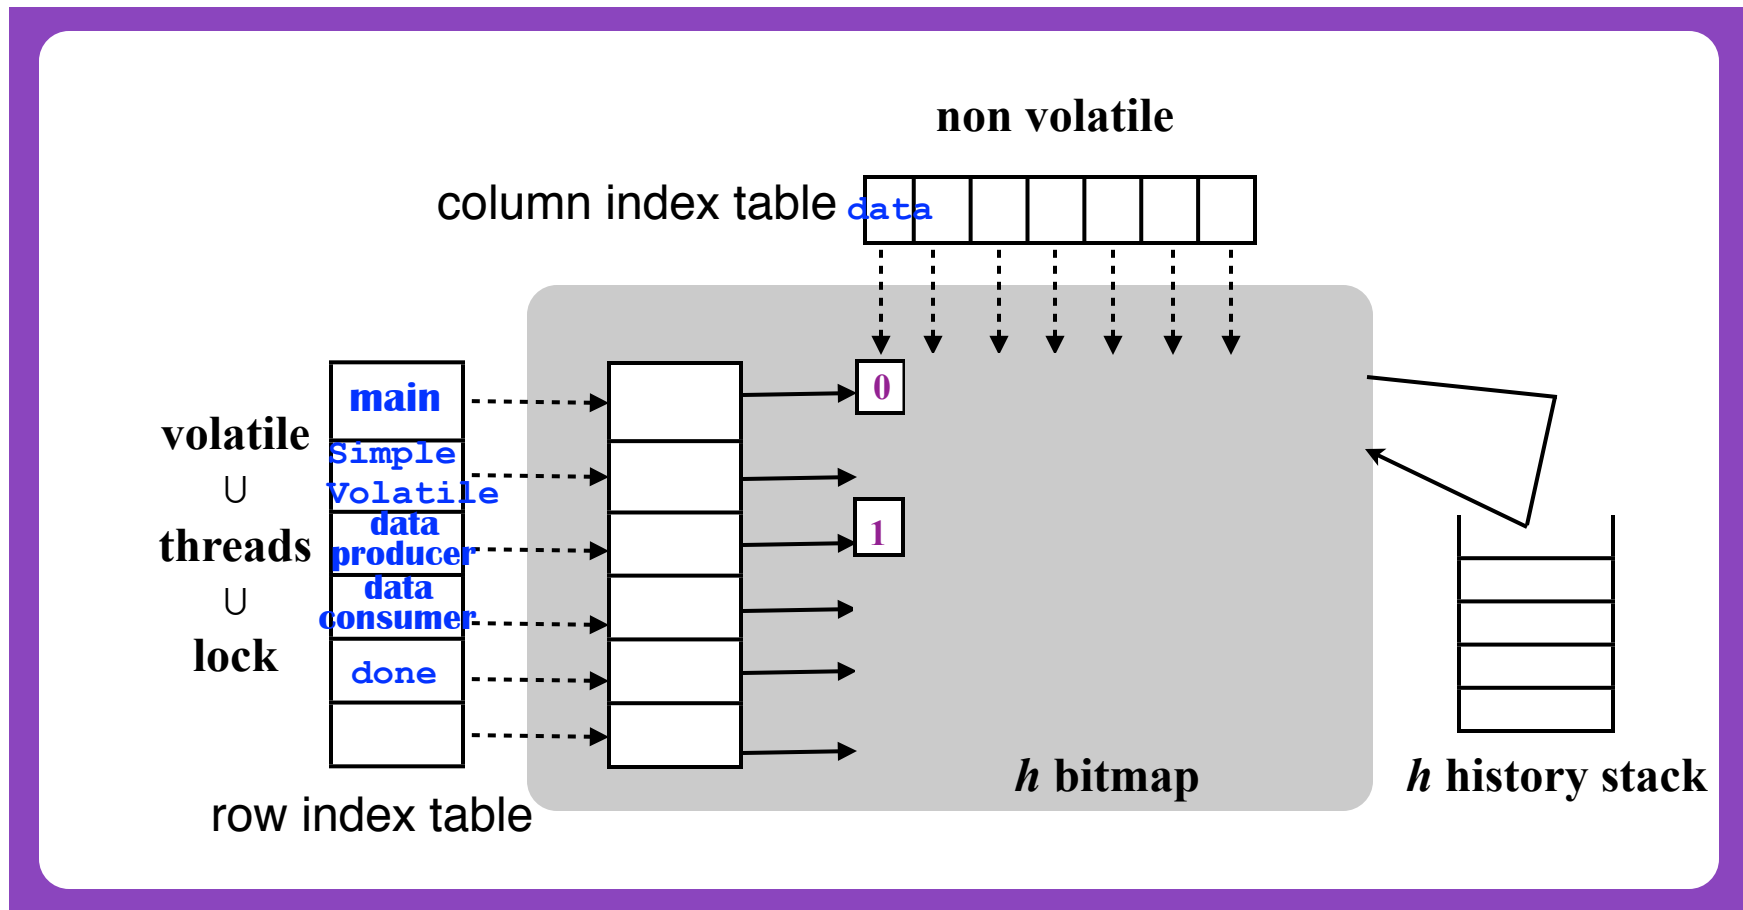 non volatile
column index table
data
main
0
volatile
∪
threads
∪
lock
Simple
Volatile
data
producer
1
data
consumer
done
h bitmap
h history stack
row index table